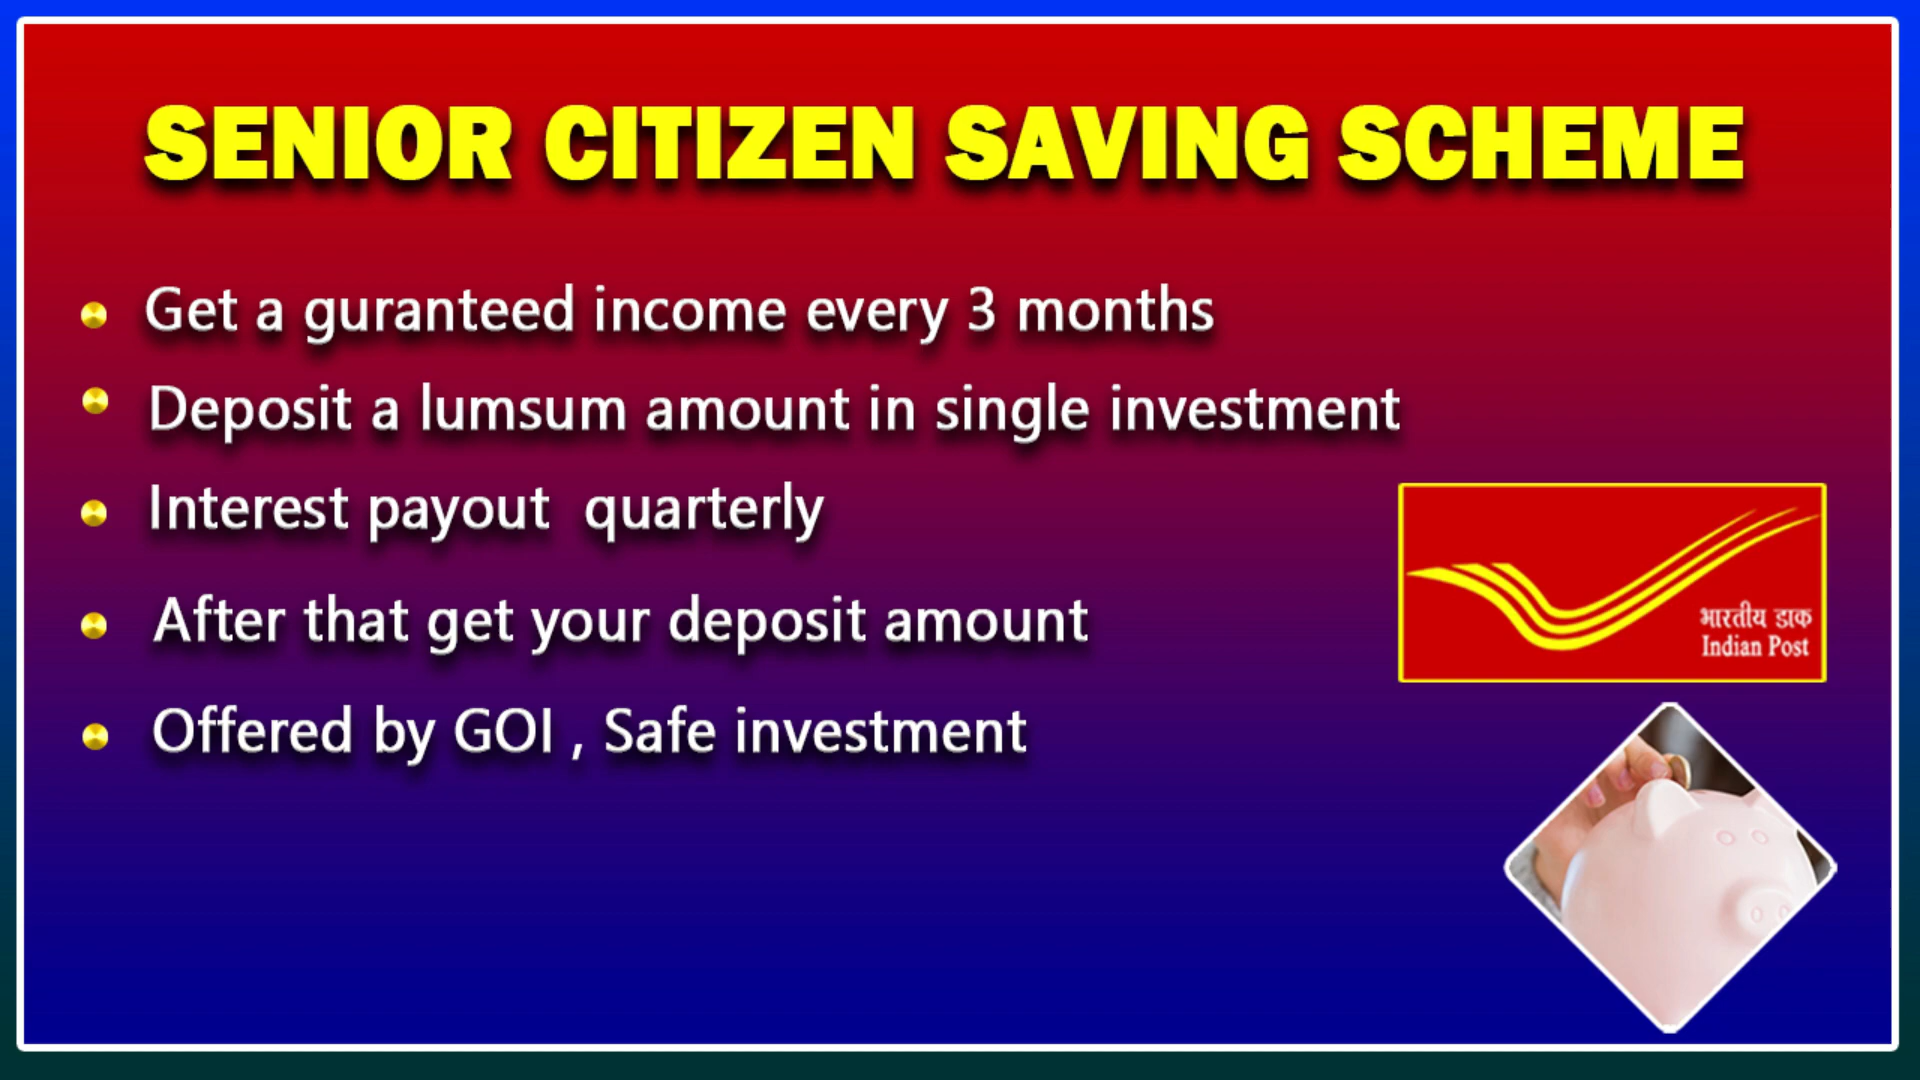 SENIOR CITIZEN SAVING SCHEME
Get a guranteed income every 3 months
Deposit a lumsum amount in single investment
Interest payout quarterly
After that get your deposit amount
Offered by GOI , Safe investment
भारतीय डाक
Indian Post